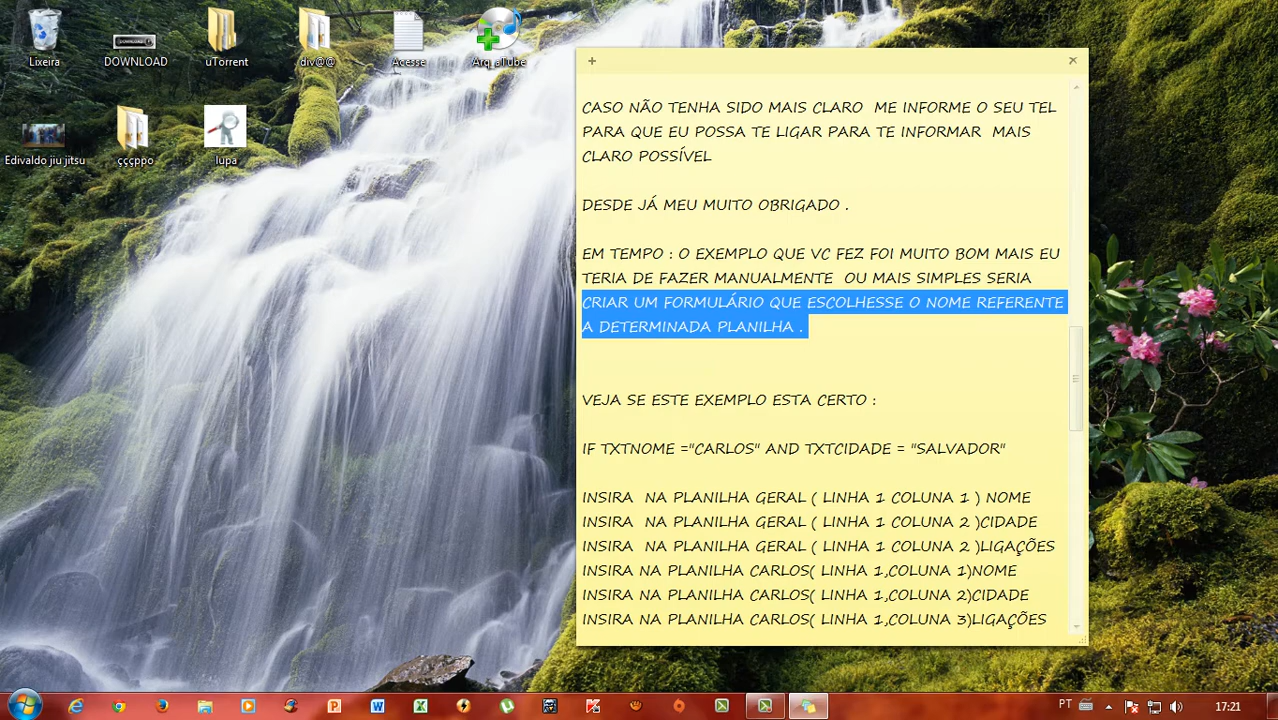 Lixeira
DOWNLOAD
uTorrent
div@@
Acesse
Arq_aTube
Edivaldo jiu jitsu
çççppo
lupa
CASO NÃO TENHA SIDO MAIS CLARO ME INFORME O SEU TEL
PARA QUE EU POSSA TE LIGAR PARA TE INFORMAR MAIS
CLARO POSSÍVEL
DESDE JÁ MEU MUITO OBRIGADO .
EM TEMPO : O EXEMPLO QUE VC FEZ FOI MUITO BOM MAIS EU
TERIA DE FAZER MANUALMENTE OU MAIS SIMPLES SERIA
CRIAR UM FORMULÁRIO QUE ESCOLHESSE O NOME REFERENTE
A DETERMINADA PLANILHA .
VEJA SE ESTE EXEMPLO ESTA CERTO :
IF TXTNOME ="CARLOS" AND TXTCIDADE = "SALVADOR"
INSIRA NA PLANILHA GERAL ( LINHA 1 COLUNA 1 ) NOME
INSIRA NA PLANILHA GERAL ( LINHA 1 COLUNA 2 )CIDADE
INSIRA NA PLANILHA GERAL ( LINHA 1 COLUNA 2 )LIGAÇÕES
INSIRA NA PLANILHA CARLOS( LINHA 1,COLUNA 1)NOME
INSIRA NA PLANILHA CARLOS( LINHA 1,COLUNA 2)CIDADE
INSIRA NA PLANILHA CARLOS( LINHA 1,COLUNA 3)LIGAÇÕES
PT
17:21